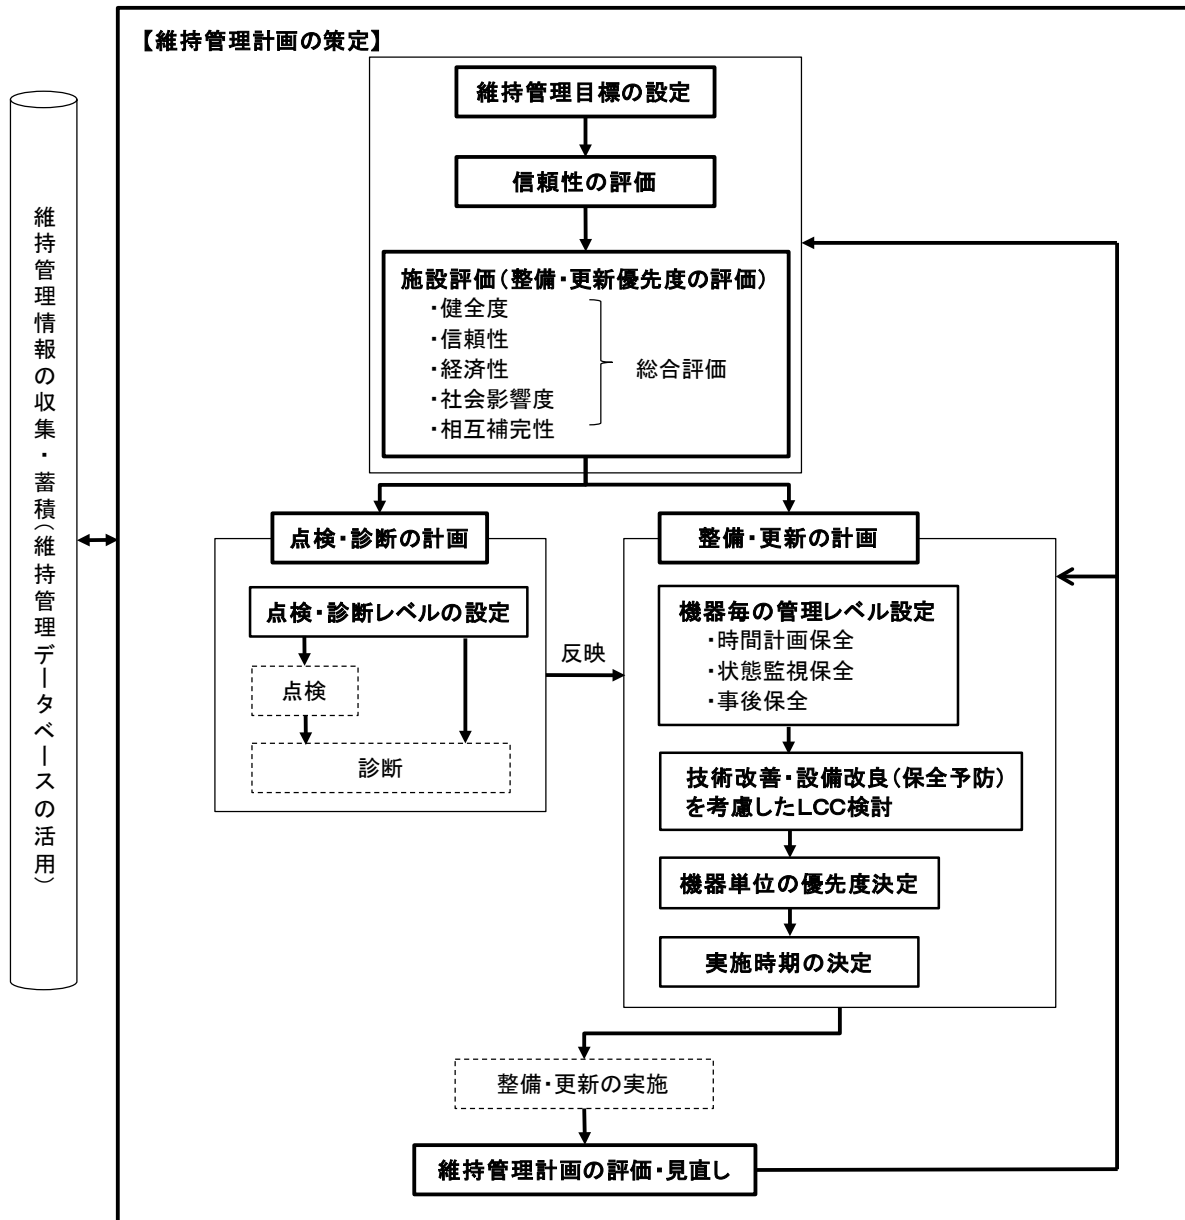 【維持管理計画の策定】
維持管理目標の設定
信頼性の評価
施設評価(整備・更新優先度の評価)
・健全度
・信頼性
・経済性
・社会影響度
・相互補完性
総合評価
維持管理情報の収集・蓄積(維持管理データベースの活用)
点検・診断の計画
点検・診断レベルの設定
点検
診断
反映
整備・更新の計画
機器毎の管理レベル設定
・時間計画保全
・状態監視保全
・事後保全
技術改善・設備改良(保全予防)
を考慮したLCC検討
機器単位の優先度決定
実施時期の決定
整備・更新の実施
維持管理計画の評価・見直し